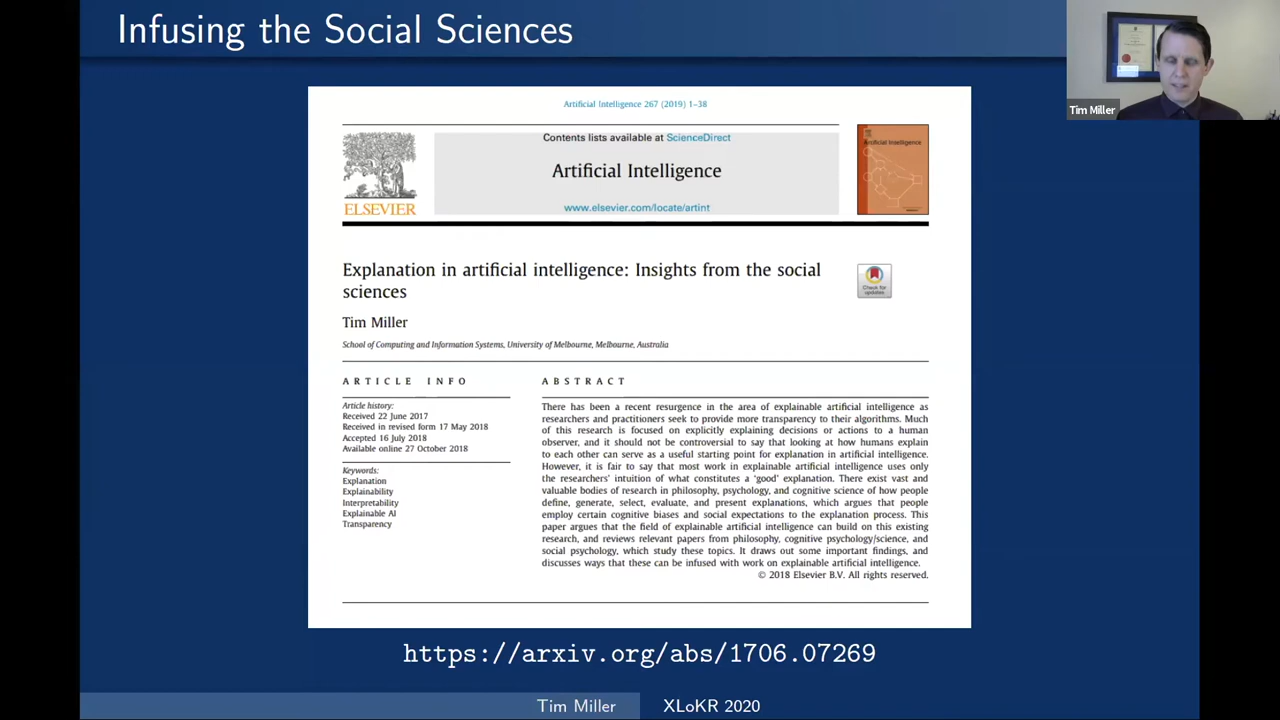 Infusing the Social Sciences
Tim Miller
Artificial Intelligence 267 (2019) 1–38
Contents lists available at ScienceDirect
Artificial Intelligence
www.elsevier.com/locate/artint
ELSEVIER
Artificial Intelligence
Explanation in artificial intelligence: Insights from the social
sciences
Check for
updates
Tim Miller
School of Computing and Information Systems, University of Melbourne, Melbourne, Australia
ARTICLE INFO
Article history:
Received 22 June 2017
Received in revised form 17 May 2018
Accepted 16 July 2018
Available online 27 October 2018
Keywords:
Explanation
Explainability
Interpretability
Explainable AI
Transparency
ABSTRACT
There has been a recent resurgence in the area of explainable artificial intelligence as
researchers and practitioners seek to provide more transparency to their algorithms. Much
of this research is focused on explicitly explaining decisions or actions to a human
observer, and it should not be controversial to say that looking at how humans explain
to each other can serve as a useful starting point for explanation in artificial intelligence.
However, it is fair to say that most work in explainable artificial intelligence uses only
the researchers' intuition of what constitutes a 'good' explanation. There exist vast and
valuable bodies of research in philosophy, psychology, and cognitive science of how people
define, generate, select, evaluate, and present explanations, which argues that people
employ certain cognitive biases and social expectations to the explanation process. This
paper argues that the field of explainable artificial intelligence can build on this existing
research, and reviews relevant papers from philosophy, cognitive psychology/science, and
social psychology, which study these topics. It draws out some important findings, and
discusses ways that these can be infused with work on explainable artificial intelligence.
© 2018 Elsevier B.V. All rights reserved.
https://arxiv.org/abs/1706.07269
Tim Miller XLoKR 2020